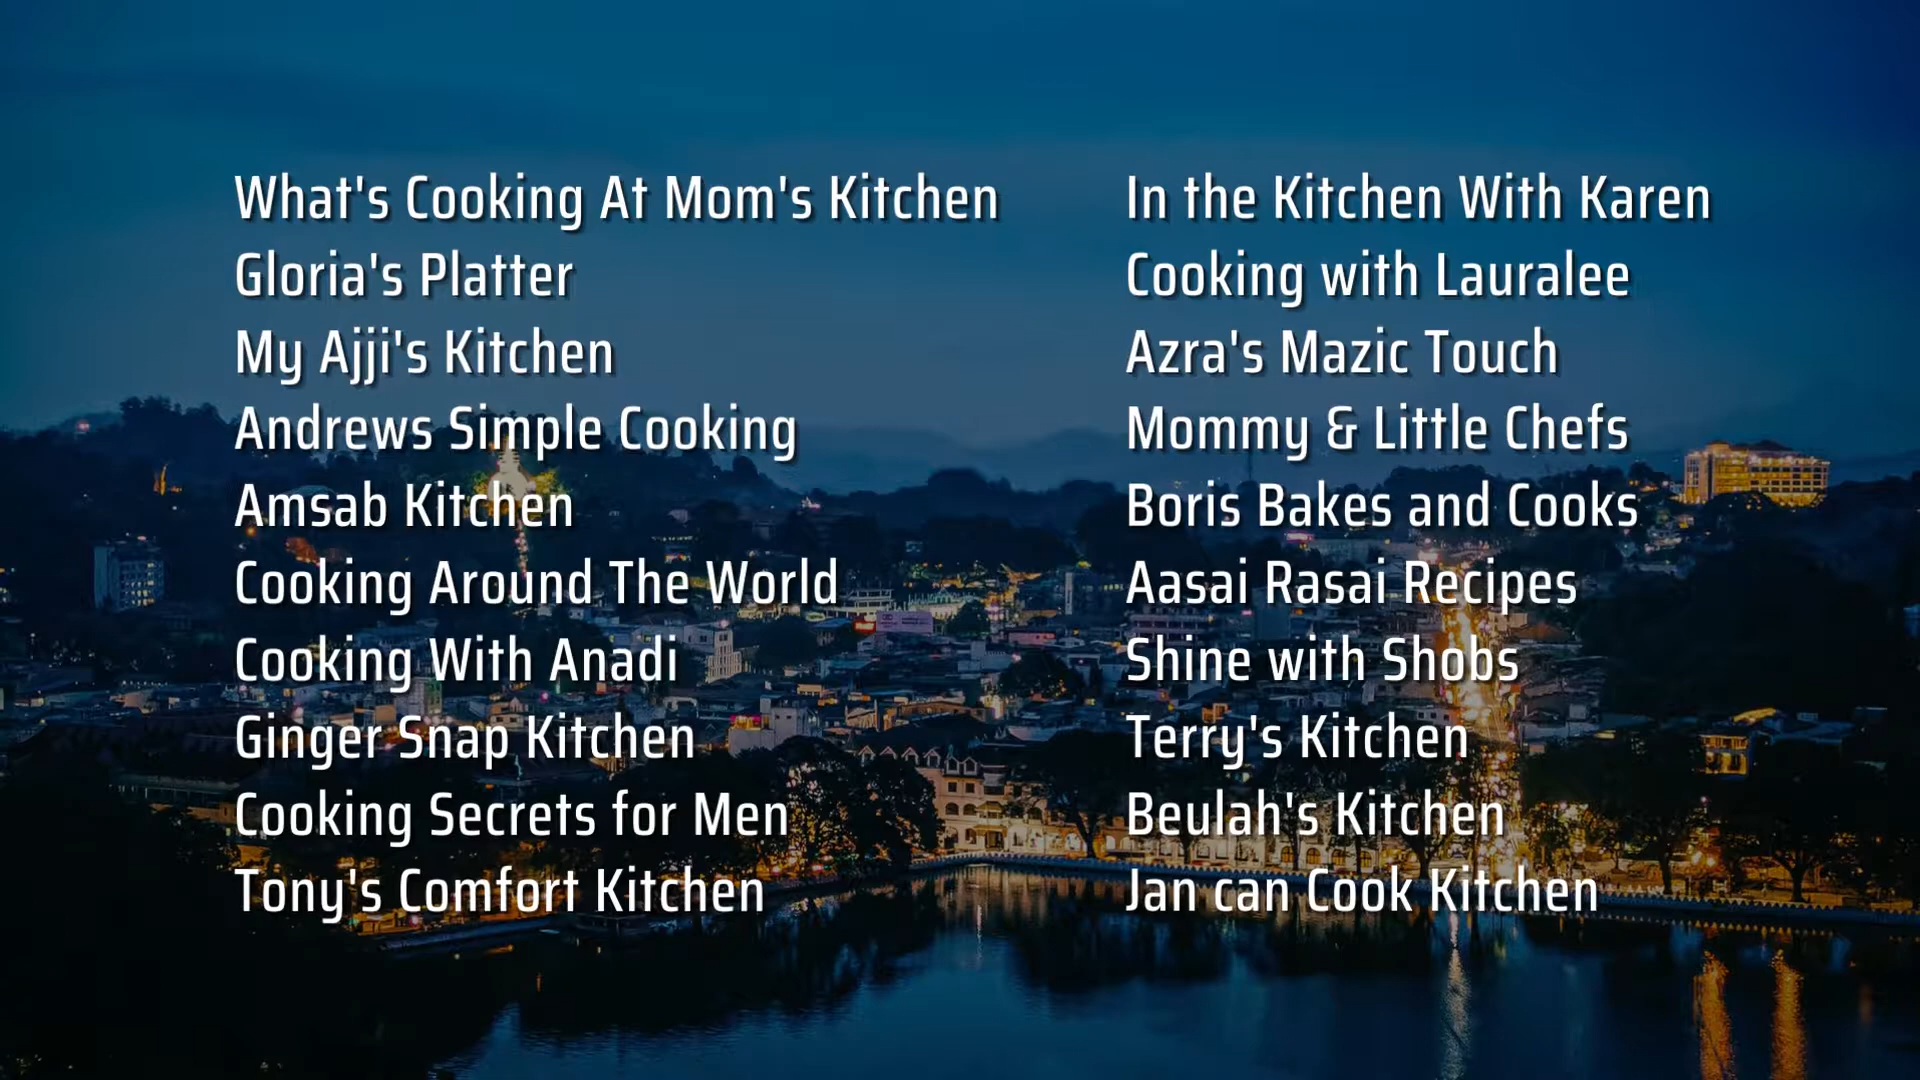 What's Cooking At Mom's Kitchen
Gloria's Platter
My Ajji's Kitchen
Andrews Simple Cooking
Amsab Kitchen
Cooking Around The World
Cooking With Anadi
Ginger Snap Kitchen
Cooking Secrets for Men
Tony's Comfort Kitchen
In the Kitchen With Karen
Cooking with Lauralee
Azra's Mazic Touch
Mommy & Little Chefs
Boris Bakes and Cooks
Aasai Rasai Recipes
Shine with Shobs
Terry's Kitchen
Beulah's Kitchen
Jan can Cook Kitchen